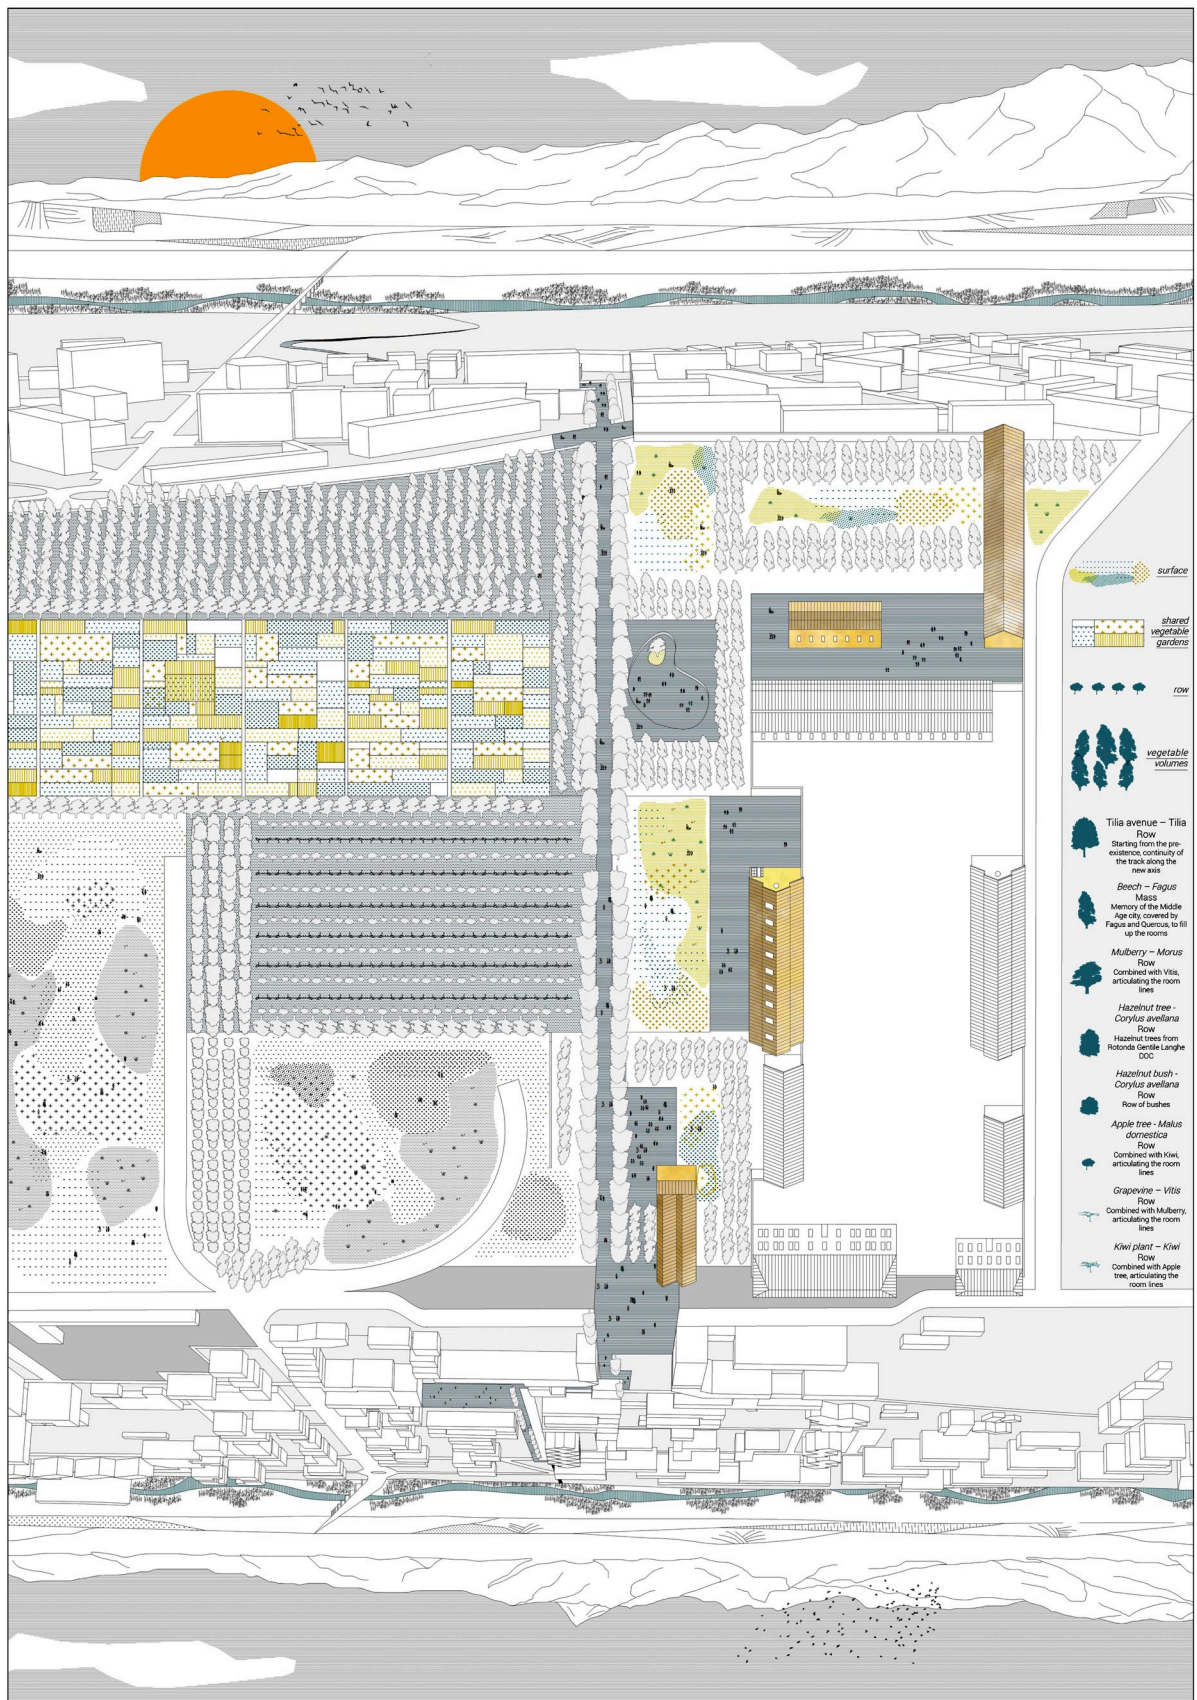 surface
shared
vegetable
gardens
row
vegetable
volumes
Tilia avenue – Tilia
Row
Starting from the pre-
existence, continuity of
the track along the
new axis
Beech – Fagus
Mass
Memory of the Middle
Age city, covered by
Fagus and Quercus, to fill
up the rooms
Mulberry – Morus
Row
Combined with Vitis,
articulating the room
lines
Hazelnut tree -
Corylus avellana
Row
Hazelnut trees from
Rotonda Gentile Langhe
DOC
Hazelnut bush -
Corylus avellana
Row
Row of bushes
Apple tree - Malus
domestica
Row
Combined with Kiwi,
articulating the room
lines
Grapevine – Vitis
Row
Combined with Mulberry,
articulating the room
lines
Kiwi plant – Kiwi
Row
Combined with Apple
tree, articulating the
room lines